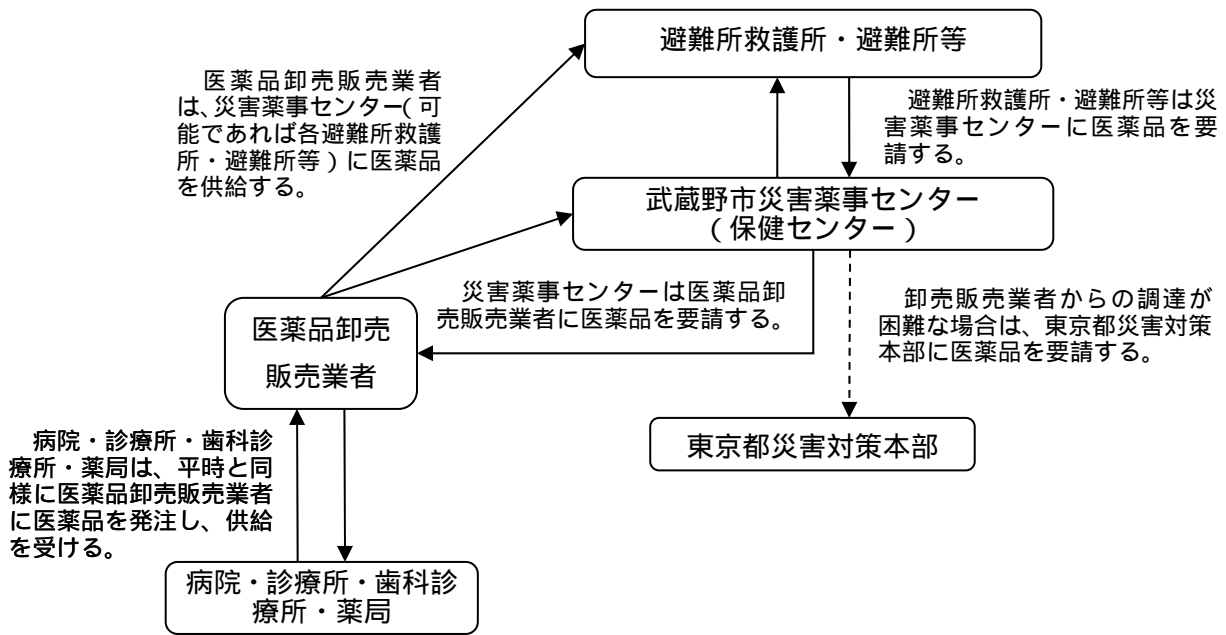 避難所救護所・避難所等
医薬品卸売販売業者
は、災害薬事センター(可
能であれば各避難所救護
所・避難所等)に医薬品
を供給する。
避難所救護所・避難所等は災
害薬事センターに医薬品を要
請する。
武蔵野市災害薬事センター
(保健センター)
災害薬事センターは医薬品卸
売販売業者に医薬品を要請する。
卸売販売業者からの調達が
困難な場合は、東京都災害対策
本部に医薬品を要請する。
医薬品卸売
販売業者
東京都災害対策本部
病院・診療所・歯科診
療所・薬局は、平時と同
様に医薬品卸売販売業者
に医薬品を発注し、供給
を受ける。
病院・診療所・歯科診
療所・薬局